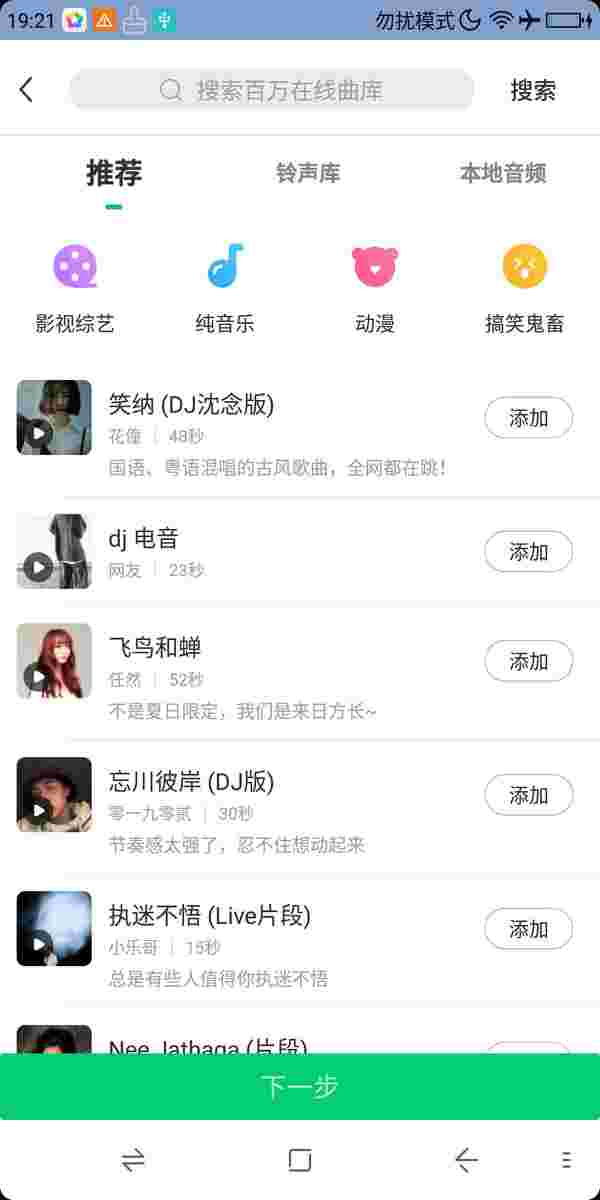 19:21
勿扰模式
搜索百万在线曲库
搜索
推荐
铃声库
本地音频
影视综艺
纯音乐
动漫
搞笑鬼畜
笑纳 (DJ沈念版)
花僮 | 48秒
国语、粤语混唱的古风歌曲，全网都在跳！
添加
dj 电音
网友 | 23秒
添加
飞鸟和蝉
任然 | 52秒
不是夏日限定，我们是来日方长~
添加
忘川彼岸 (DJ版)
零一九零贰 | 30秒
节奏感太强了，忍不住想动起来
添加
执迷不悟 (Live片段)
小乐哥 | 15秒
总是有些人值得你执迷不悟
添加
Nee Jathaga (片段)
下一步